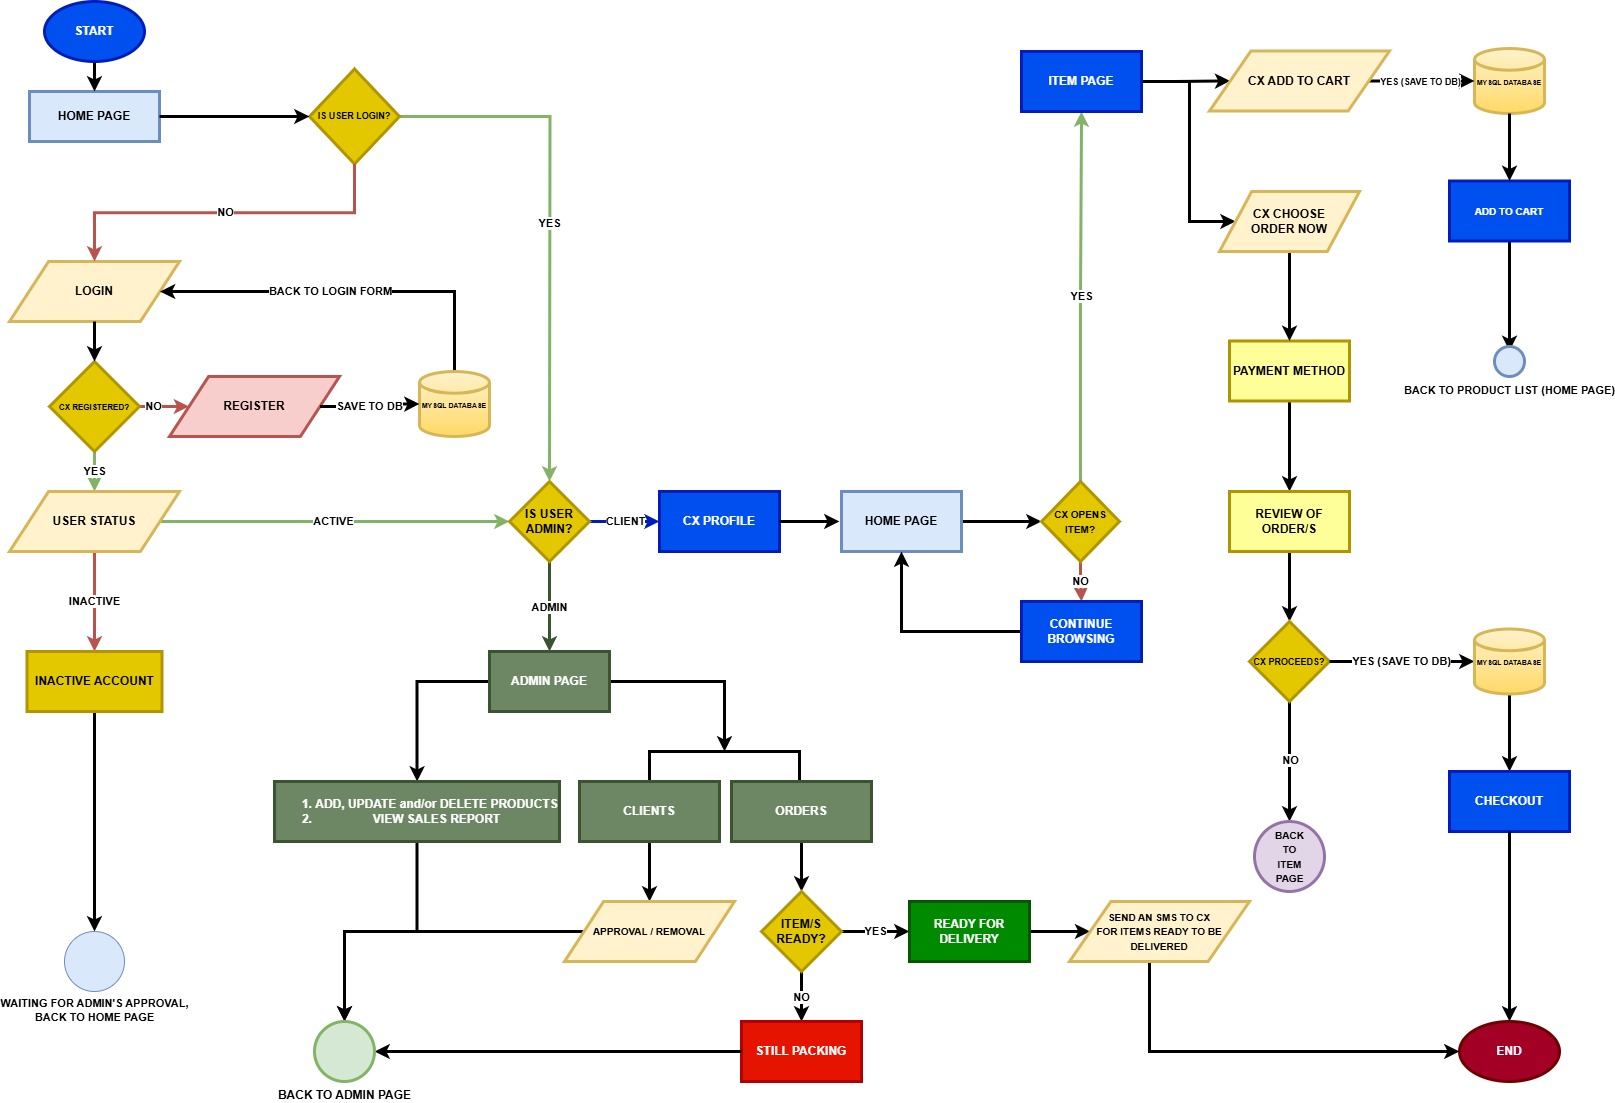 START
HOME PAGE
IS USER LOGIN?
NO
YES
LOGIN
BACK TO LOGIN FORM
CX REGISTERED?
NO
REGISTER
SAVE TO DB
MYSQL DATABASE
YES
USER STATUS
ACTIVE
IS USER
ADMIN?
CLIENT
CX PROFILE
HOME PAGE
CX OPENS
ITEM?
YES
NO
CONTINUE
BROWSING
ITEM PAGE
CX ADD TO CART
YES (SAVE TO DB)
MYSQL DATABASE
ADD TO CART
BACK TO PRODUCT LIST (HOME PAGE)
CX CHOOSE
ORDER NOW
PAYMENT METHOD
REVIEW OF
ORDER/S
CX PROCEEDS?
YES (SAVE TO DB)
MYSQL DATABASE
CHECKOUT
NO
BACK
TO
ITEM
PAGE
INACTIVE
INACTIVE ACCOUNT
WAITING FOR ADMIN'S APPROVAL,
BACK TO HOME PAGE
ADMIN
ADMIN PAGE
1. ADD, UPDATE and/or DELETE PRODUCTS
2. VIEW SALES REPORT
CLIENTS
ORDERS
APPROVAL / REMOVAL
ITEM/S
READY?
YES
READY FOR
DELIVERY
SEND AN SMS TO CX
FOR ITEMS READY TO BE
DELIVERED
NO
STILL PACKING
BACK TO ADMIN PAGE
END